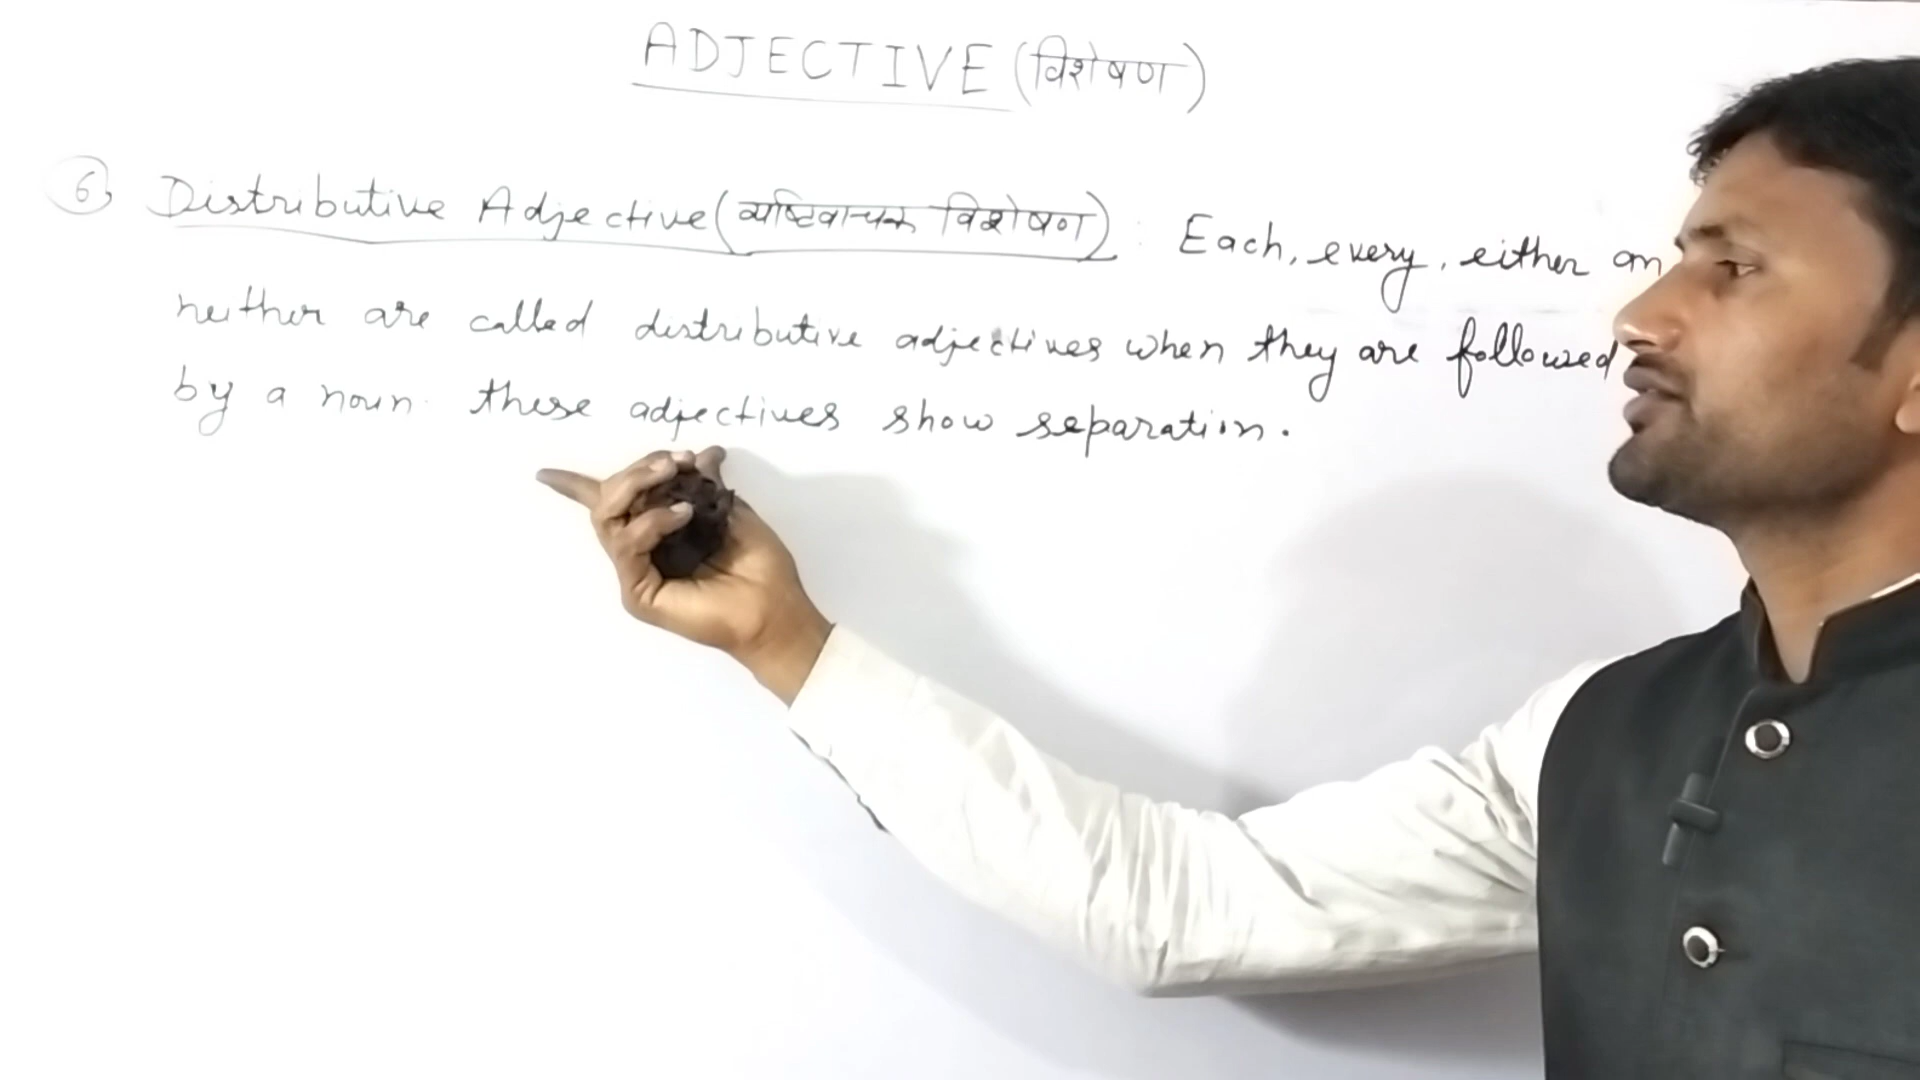 ADJECTIVE (विशेषण)
6, Distributive Adjective (व्यष्टिवाचक विशेषण) : Each, every, either
neither are called distributive adjectives when they are followed
by a noun. these adjectives show separation.